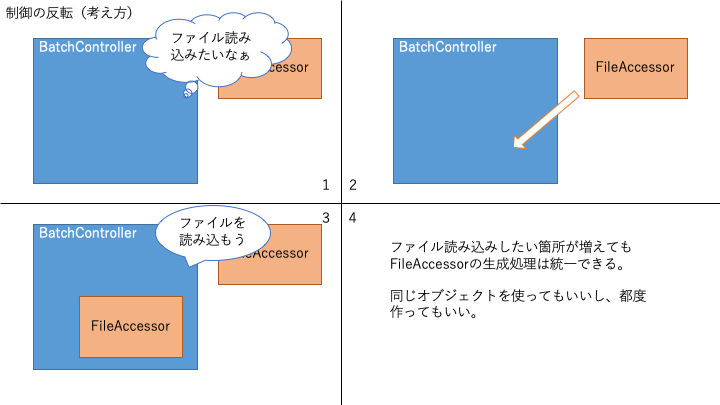 制御の反転（考え方）
BatchController
ファイル読み
込みたいなぁ
ccessor
1
BatchController
FileAccessor
2
BatchController
ファイルを
読み込もう
eAccessor
FileAccessor
3
4
ファイル読み込みしたい箇所が増えても
FileAccessorの生成処理は統一できる。
同じオブジェクトを使ってもいいし、都度
作ってもいい。